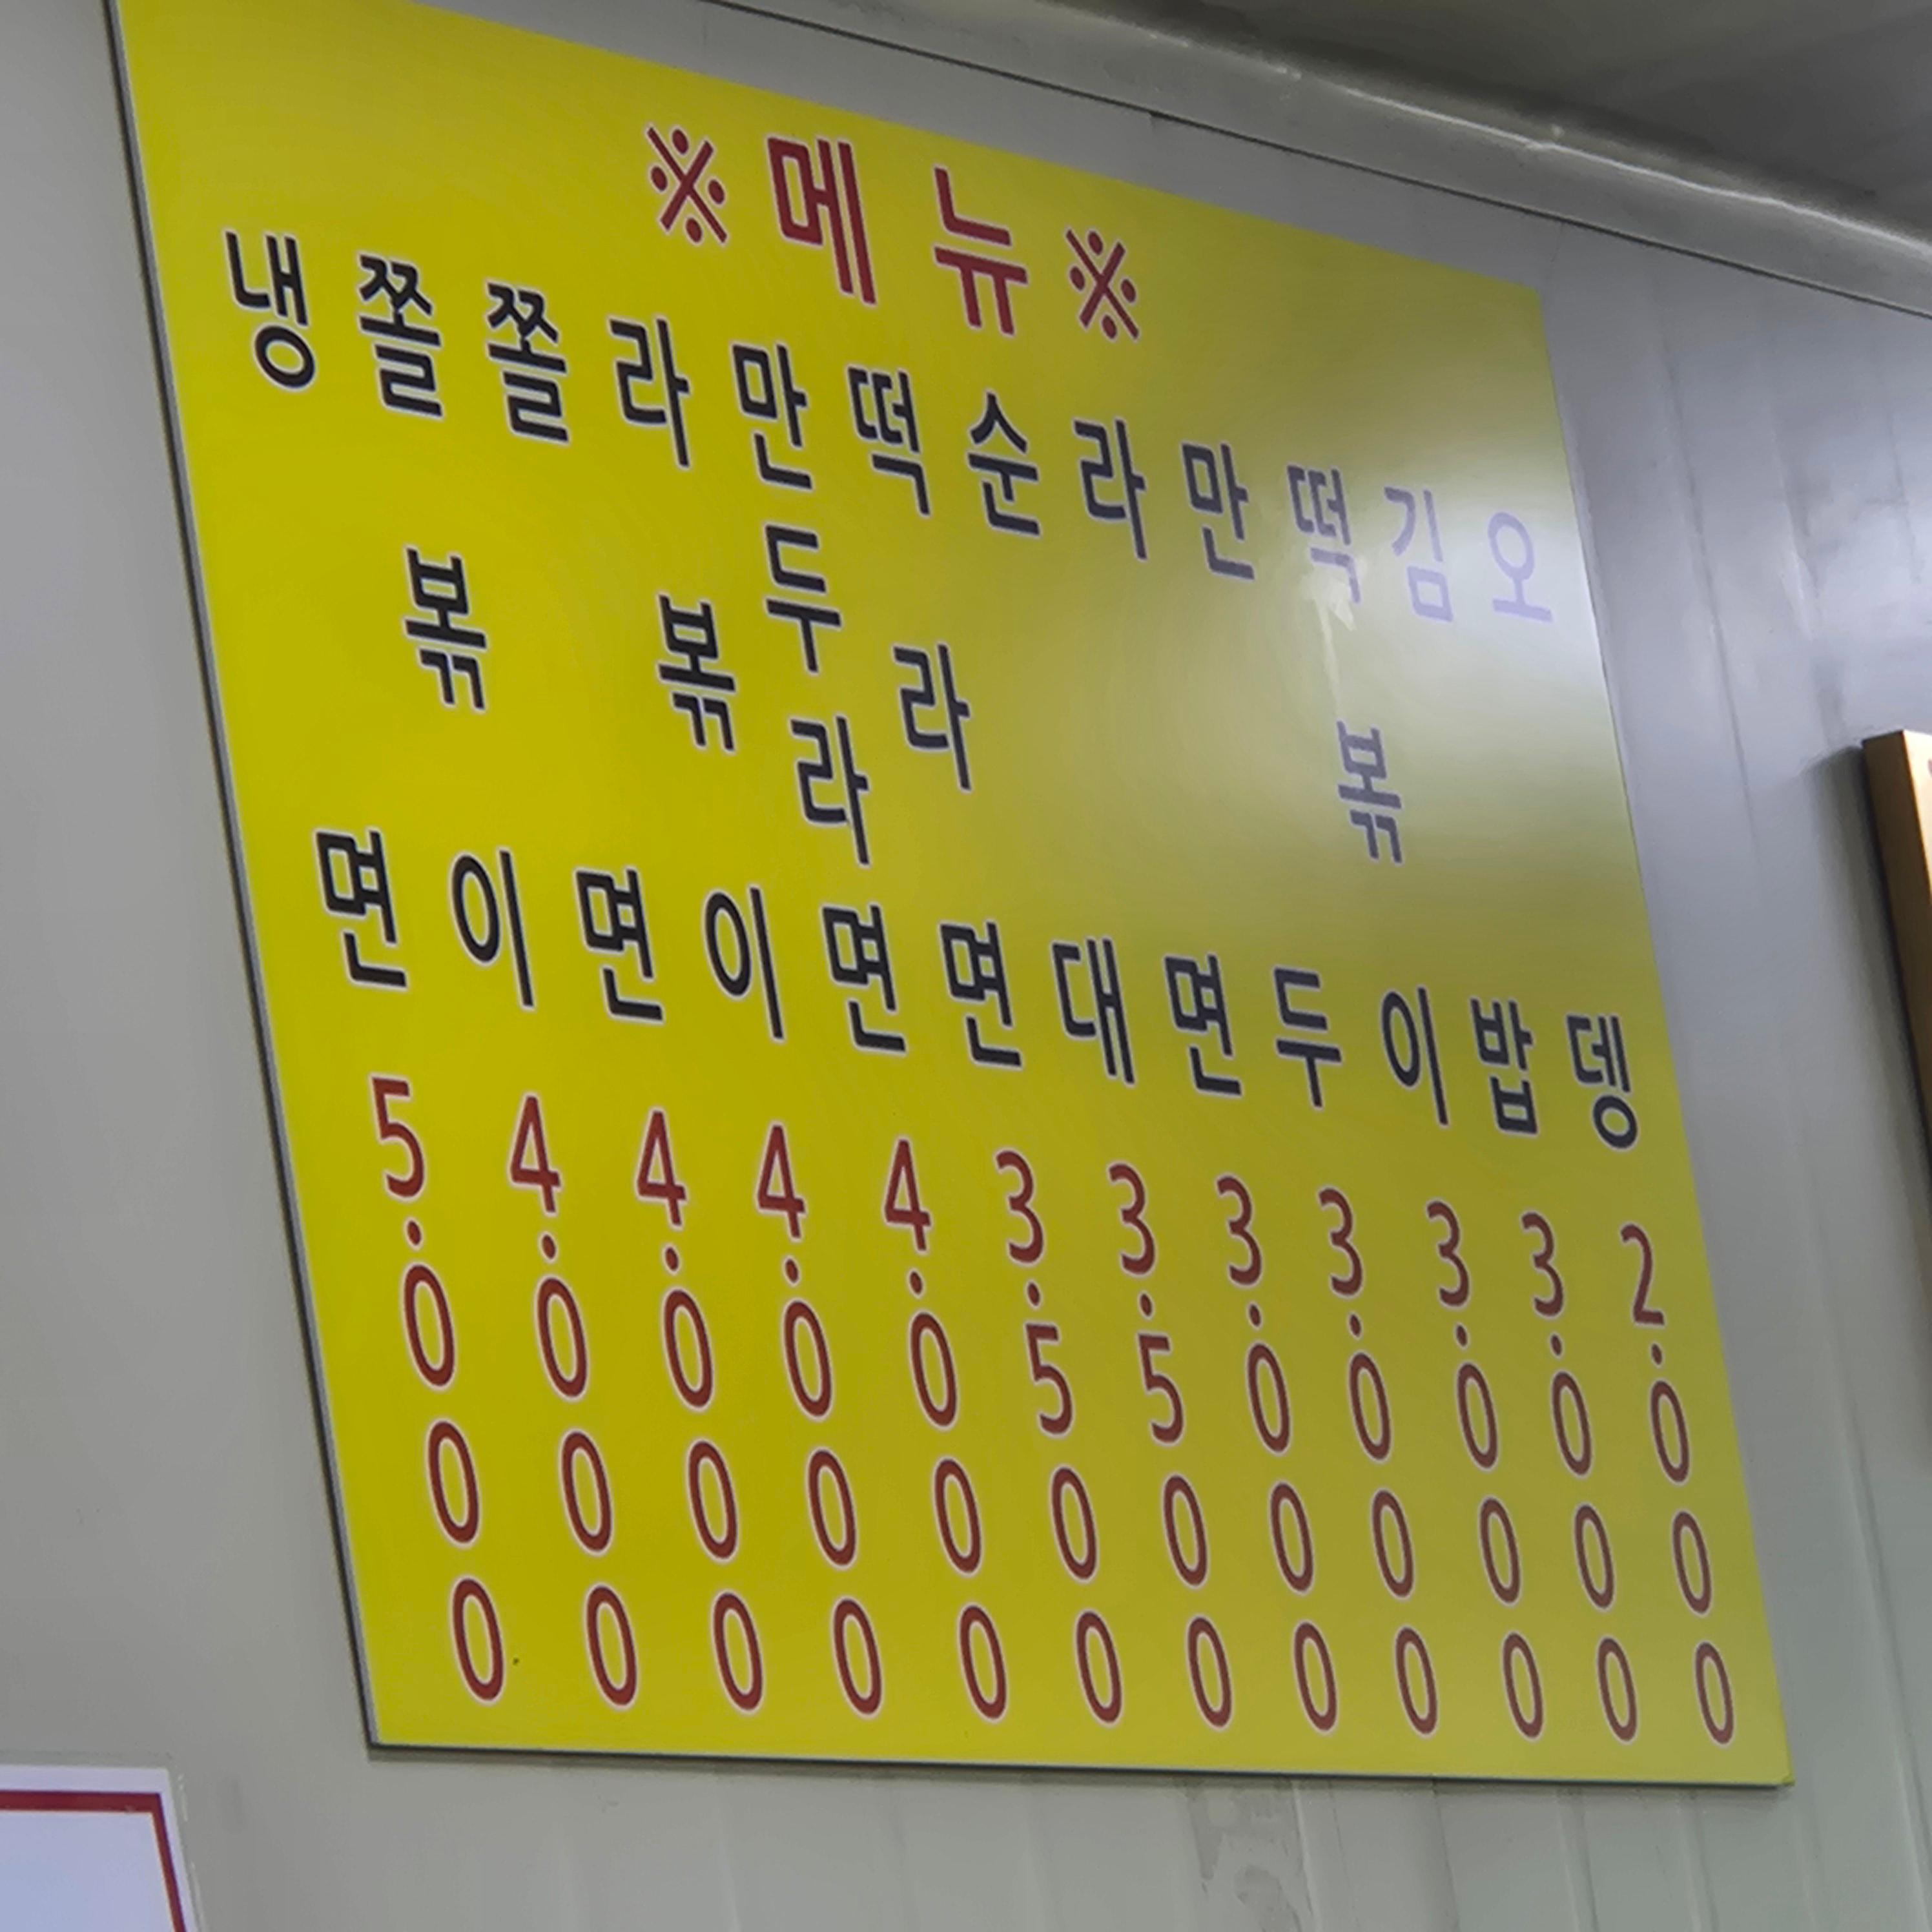 ※메뉴※
냉면 5.000
쫄볶이 4.000
쫄면 4.000
라볶이 4.000
만두라면 4.000
떡라면 3.500
순대 3.500
라면 3.000
만두 3.000
떡볶이 3.000
김밥 3.000
오뎅 2.000